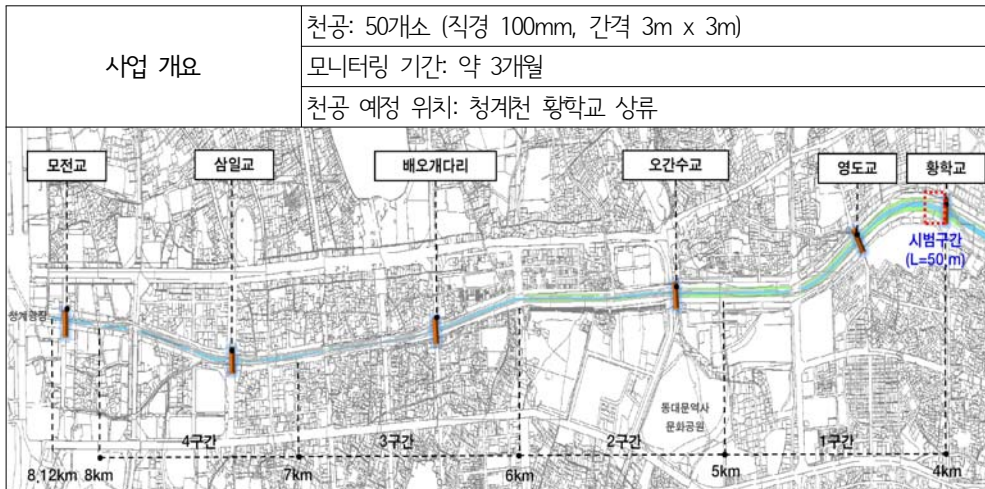 사업 개요
천공: 50개소 (직경 100mm, 간격 3m x 3m)
모니터링 기간: 약 3개월
천공 예정 위치: 청계천 황학교 상류
모전교
삼일교
배오개다리
오간수교
영도교
황학교
시범구간
(L=50 m)
청계광장
동대문역사
문화공원
4구간
3구간
2구간
1구간
8.12km 8km
7km
6km
5km
4km